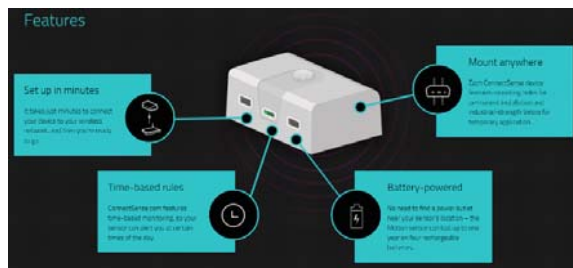 Features
Set up in minutes
It takes just minutes to connect
your device to your wireless
network, and then you're ready
to go.
Mount anywhere
Each ConnectSense device
features mounting holes for
permanent installation and
industrial-strength
temporary application.
Time-based rules
ConnectSense.com features
time-based monitoring, so your
sensor can alert you at certain
times of the day.
Battery-powered
No need to find a power outlet
near your sensor's location – the
Motion sensor can last up to one
year on four rechargeable
batteries.